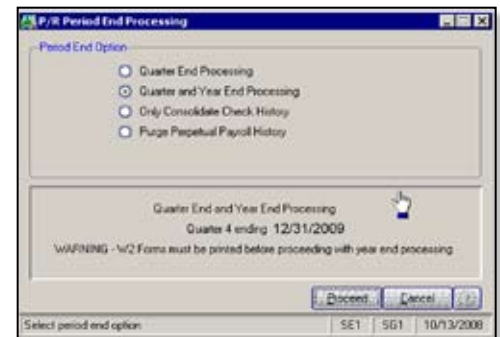 P/R Period End Processing
Period End Option
Quarter End Processing
Quarter and Year End Processing
Only Consolidate Check History
Purge Perpetual Payroll History
Quarter End and Year End Processing
Quarter 4 ending 12/31/2009
WARNING - W2 Forms must be printed before proceeding with year end processing
Proceed
Cancel
Select period end option
SE1
SG1
10/13/2008